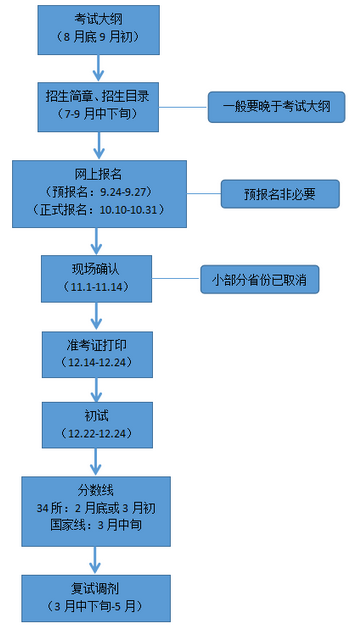 考试大纲
（8 月底 9 月初）
招生简章、招生目录
（7-9 月中下旬）
一般要晚于考试大纲
网上报名
（预报名：9.24-9.27）
（正式报名：10.10-10.31）
预报名非必要
现场确认
（11.1-11.14）
小部分省份已取消
准考证打印
（12.14-12.24）
初试
（12.22-12.24）
分数线
34 所：2 月底或 3 月初
国家线：3 月中旬
复试调剂
（3 月中下旬-5 月）